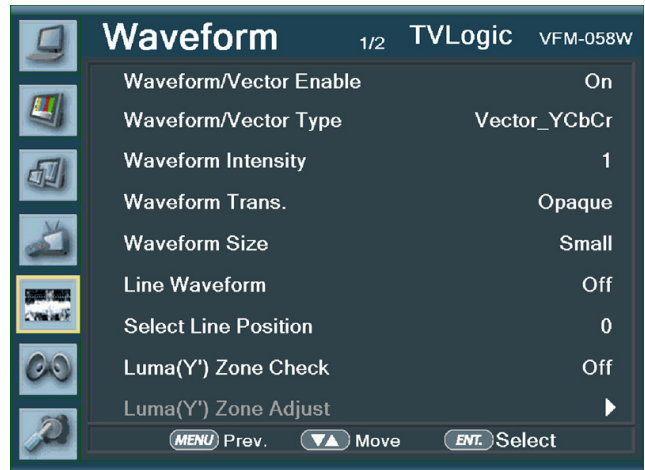 Waveform 1/2 TVLogic VFM-058W
Waveform/Vector Enable On
Waveform/Vector Type Vector_YCbCr
Waveform Intensity 1
Waveform Trans. Opaque
Waveform Size Small
Line Waveform Off
Select Line Position 0
Luma(Y') Zone Check Off
Luma(Y') Zone Adjust
MENU Prev. Move ENT. Select